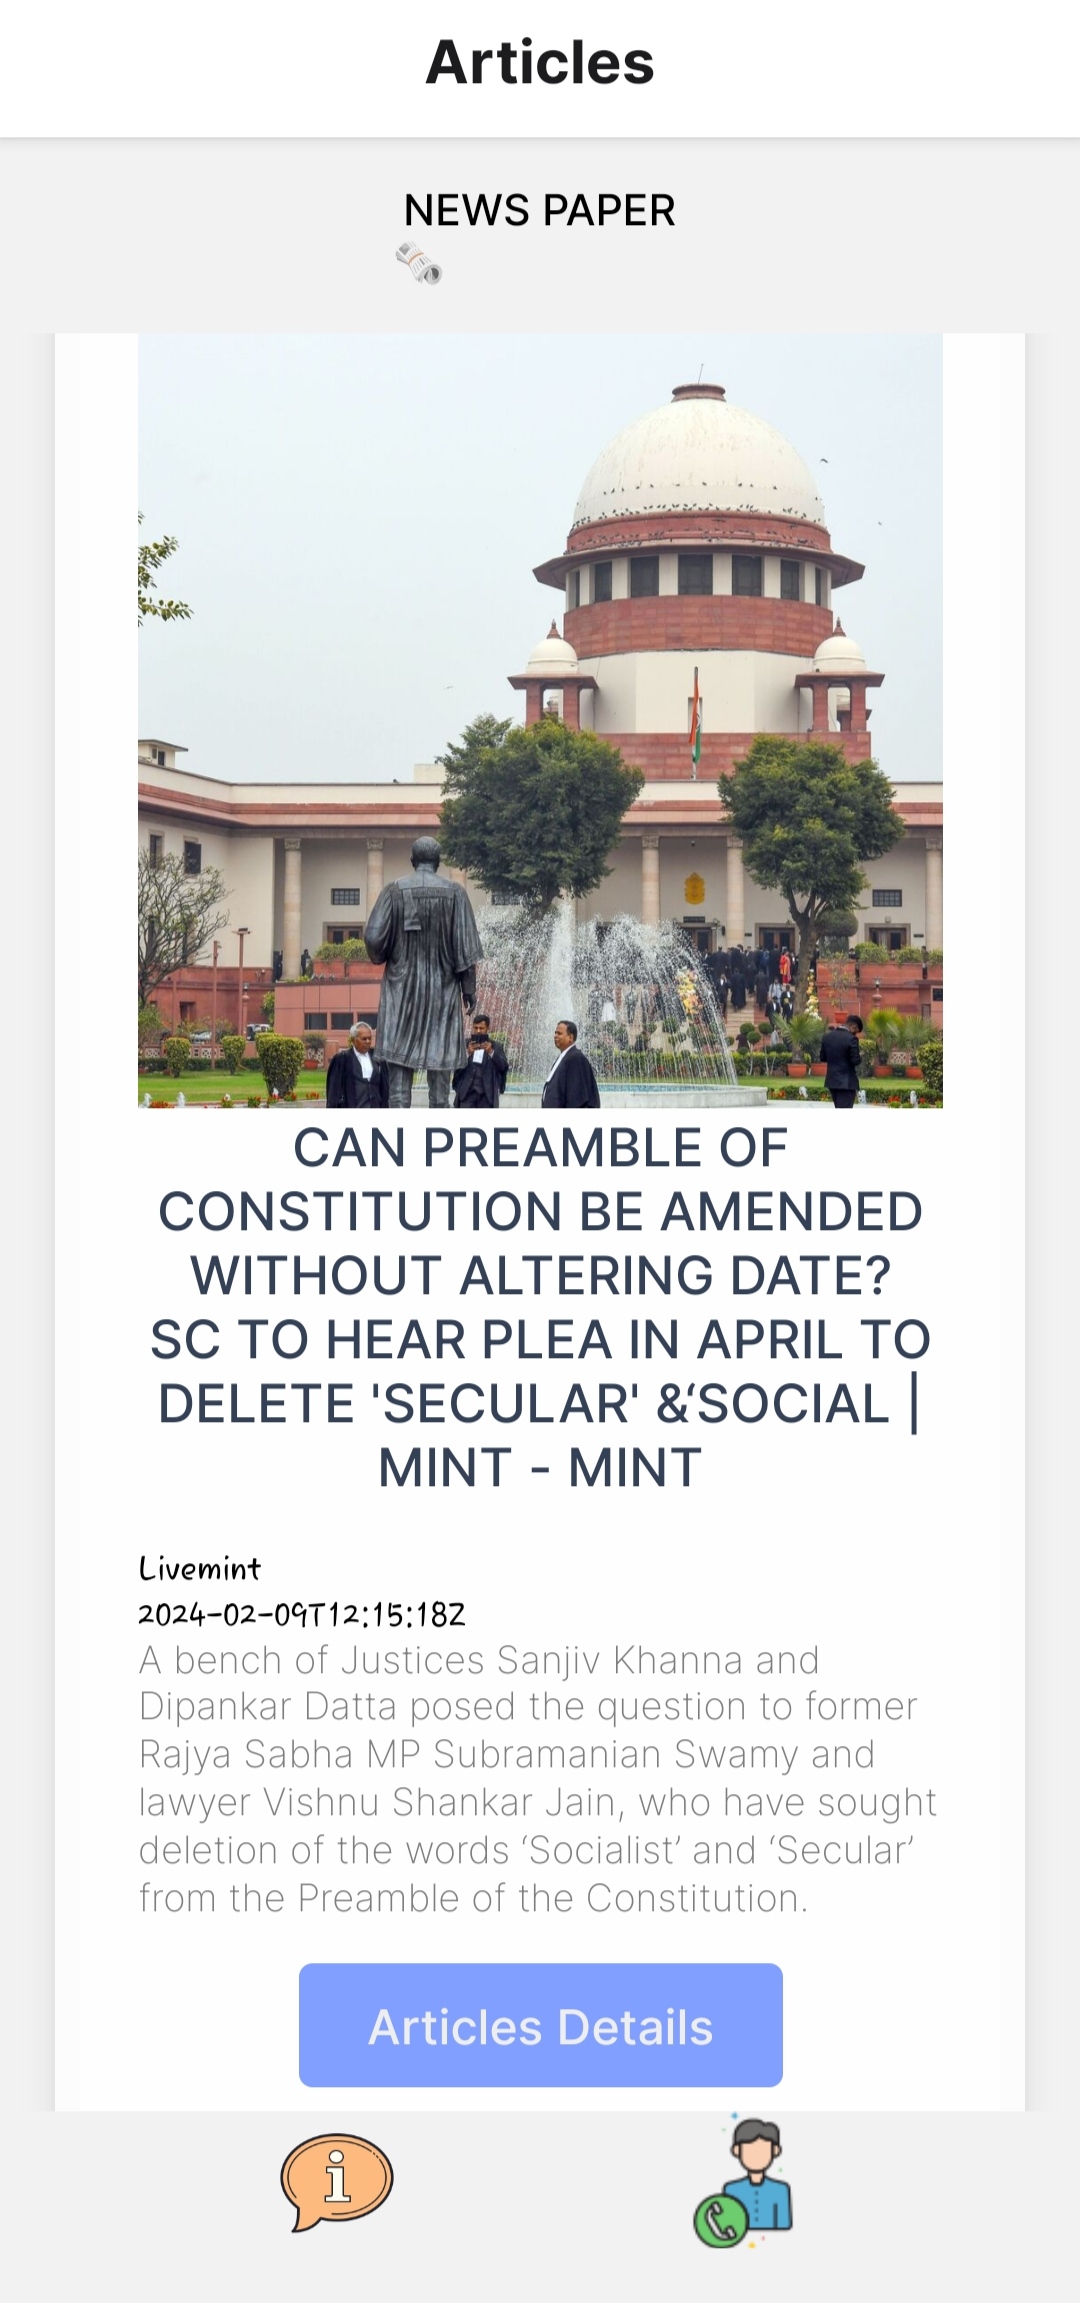 Articles
NEWS PAPER
CAN PREAMBLE OF
CONSTITUTION BE AMENDED
WITHOUT ALTERING DATE?
SC TO HEAR PLEA IN APRIL TO
DELETE 'SECULAR' &‘SOCIAL |
MINT - MINT
Livemint
2024-02-09T12:15:18Z
A bench of Justices Sanjiv Khanna and
Dipankar Datta posed the question to former
Rajya Sabha MP Subramanian Swamy and
lawyer Vishnu Shankar Jain, who have sought
deletion of the words ‘Socialist’ and ‘Secular’
from the Preamble of the Constitution.
Articles Details